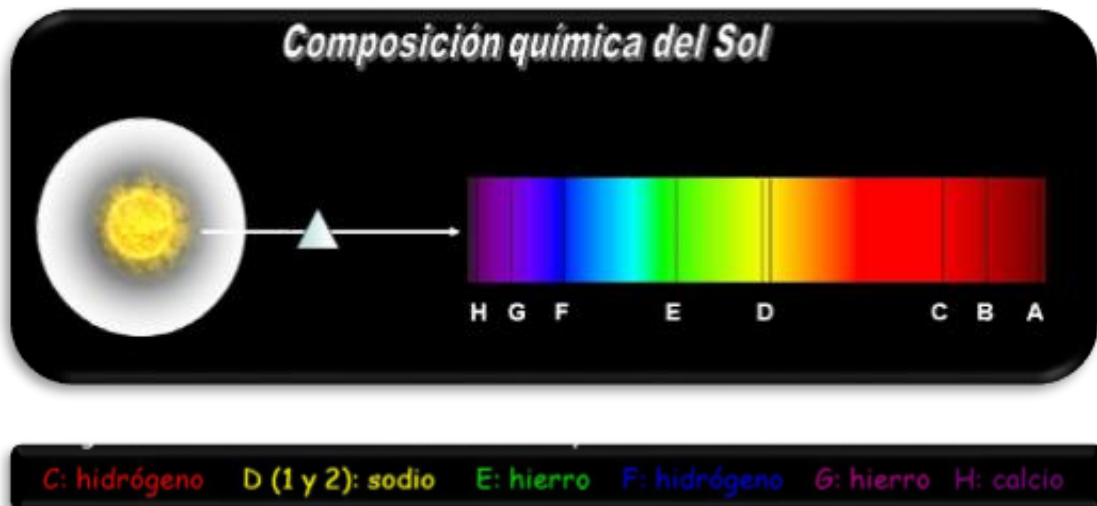 Composición química del Sol
H G F E D C B A
C: hidrógeno D (1 y 2): sodio E: hierro F: hidrógeno G: hierro H: calcio